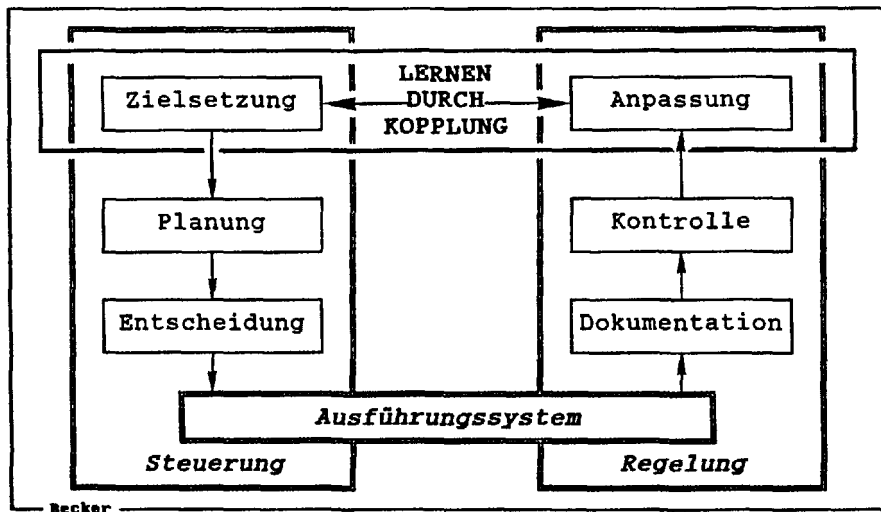 LERNEN
DURCH
KOPPLUNG
Zielsetzung
Anpassung
Planung
Kontrolle
Entscheidung
Dokumentation
Ausführungssystem
Steuerung
Regelung
Becker